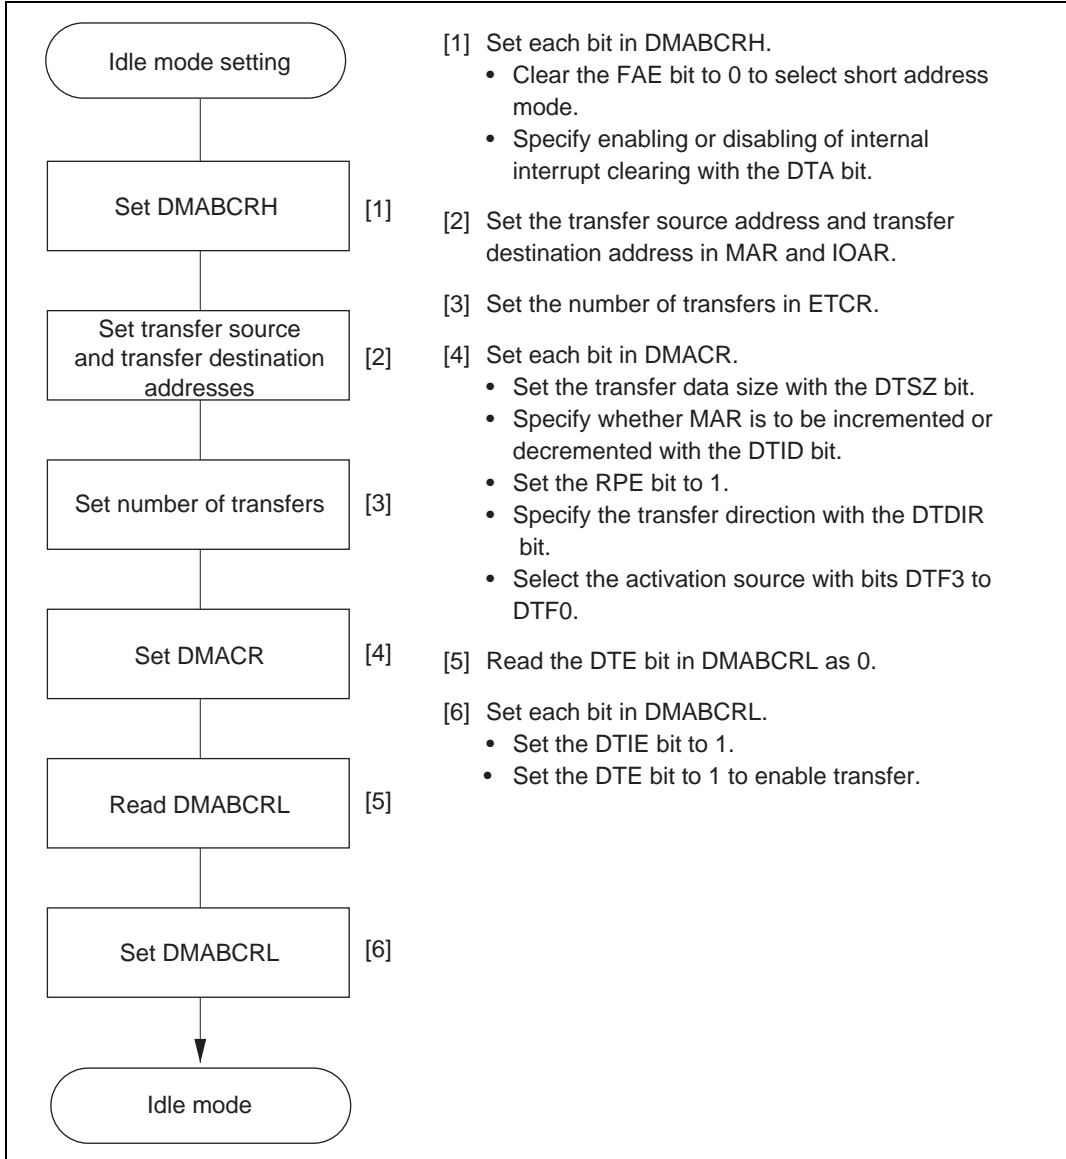 Idle mode setting
Set DMABCRH
[1]
Set transfer source
and transfer destination
addresses
[2]
Set number of transfers
[3]
Set DMACR
[4]
Read DMABCRL
[5]
Set DMABCRL
[6]
Idle mode
[1] Set each bit in DMABCRH.
• Clear the FAE bit to 0 to select short address
mode.
• Specify enabling or disabling of internal
interrupt clearing with the DTA bit.
[2] Set the transfer source address and transfer
destination address in MAR and IOAR.
[3] Set the number of transfers in ETCR.
[4] Set each bit in DMACR.
• Set the transfer data size with the DTSZ bit.
• Specify whether MAR is to be incremented or
decremented with the DTID bit.
• Set the RPE bit to 1.
• Specify the transfer direction with the DTDIR
bit.
• Select the activation source with bits DTF3 to
DTF0.
[5] Read the DTE bit in DMABCRL as 0.
[6] Set each bit in DMABCRL.
• Set the DTIE bit to 1.
• Set the DTE bit to 1 to enable transfer.